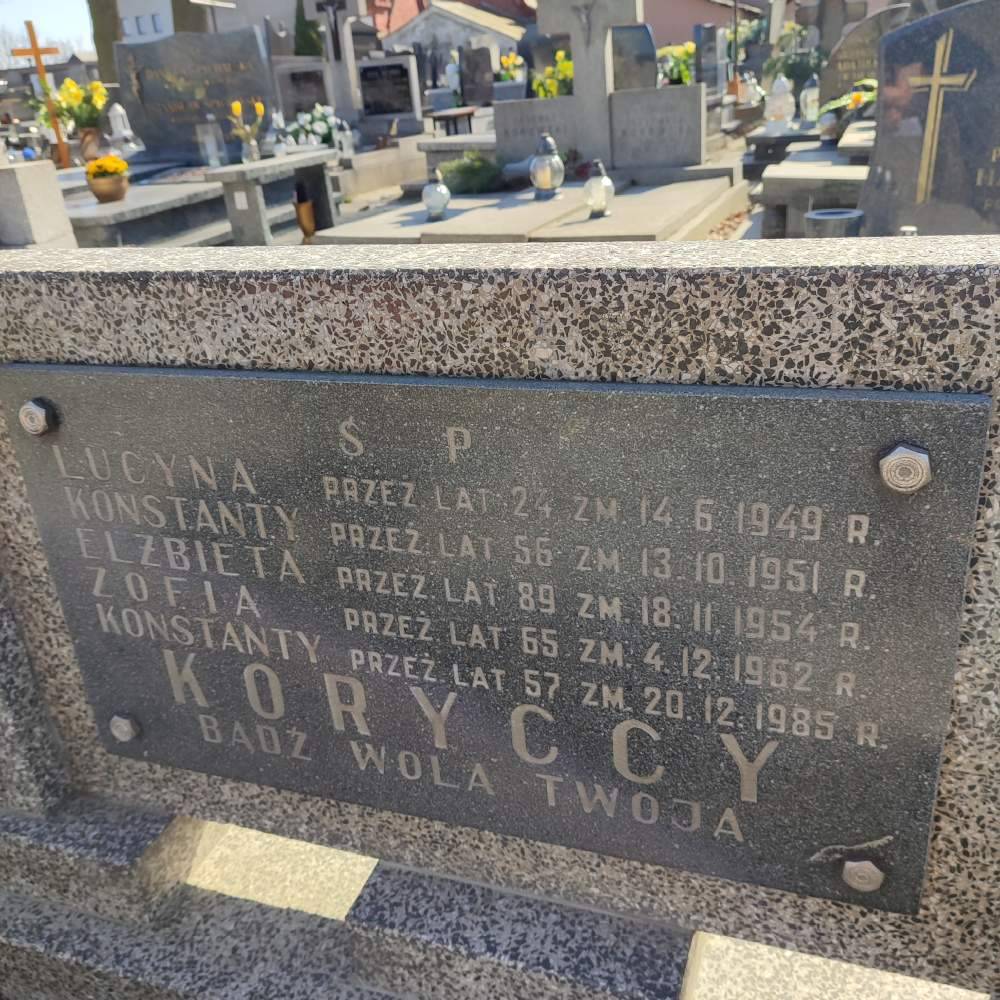 Ś P
LUCYNA PRZEŻ. LAT 24 ZM. 14 6 1949 R.
KONSTANTY PRZEŻ. LAT 56 ZM. 13. 10. 1951 R.
ELŻBIETA PRZEŻ. LAT 89 ZM. 18. 11. 1954 R.
ZOFIA PRZEŻ. LAT 65 ZM. 4. 12. 1962 R.
KONSTANTY PRZEŻ. LAT 57 ZM. 20. 12. 1985 R.
KORYCCY
BĄDŹ WOLA TWOJA